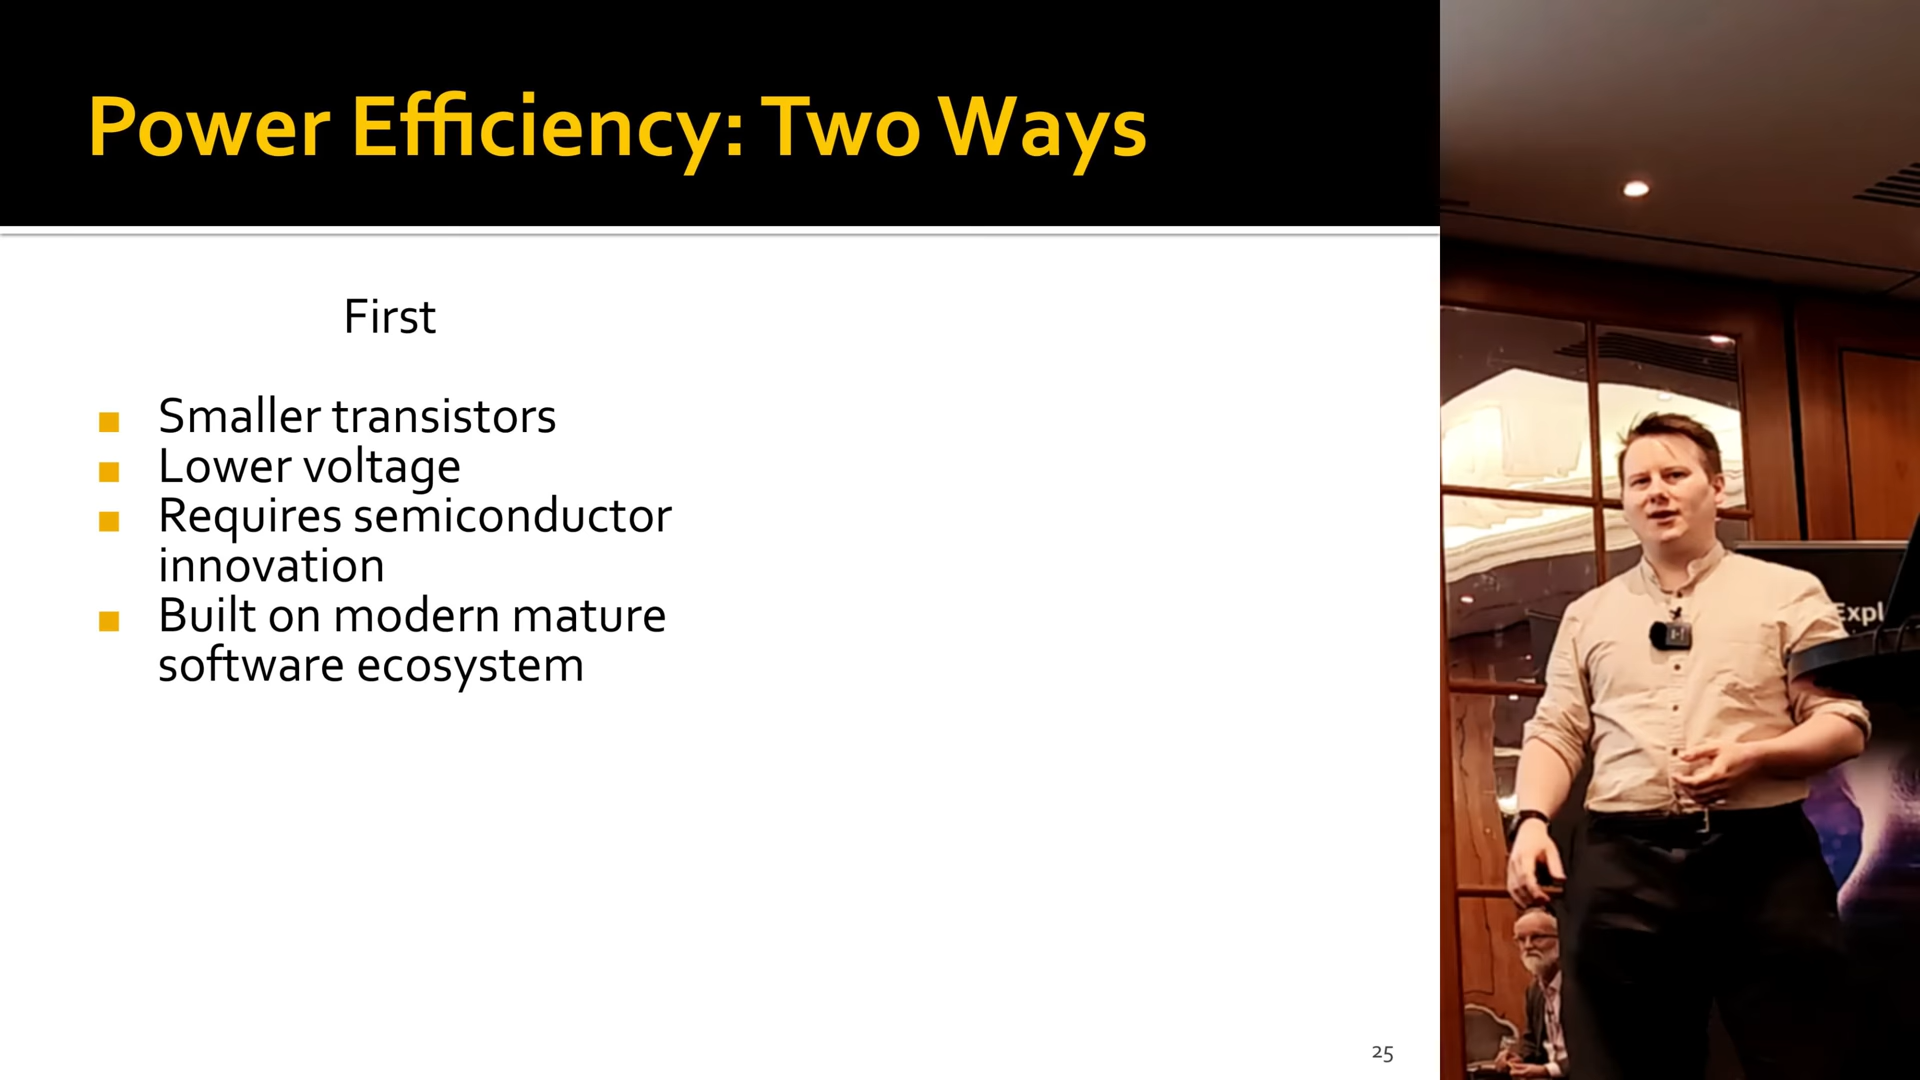 Power Efficiency: Two Ways
First
Smaller transistors
Lower voltage
Requires semiconductor
innovation
Built on modern mature
software ecosystem
25
Expl